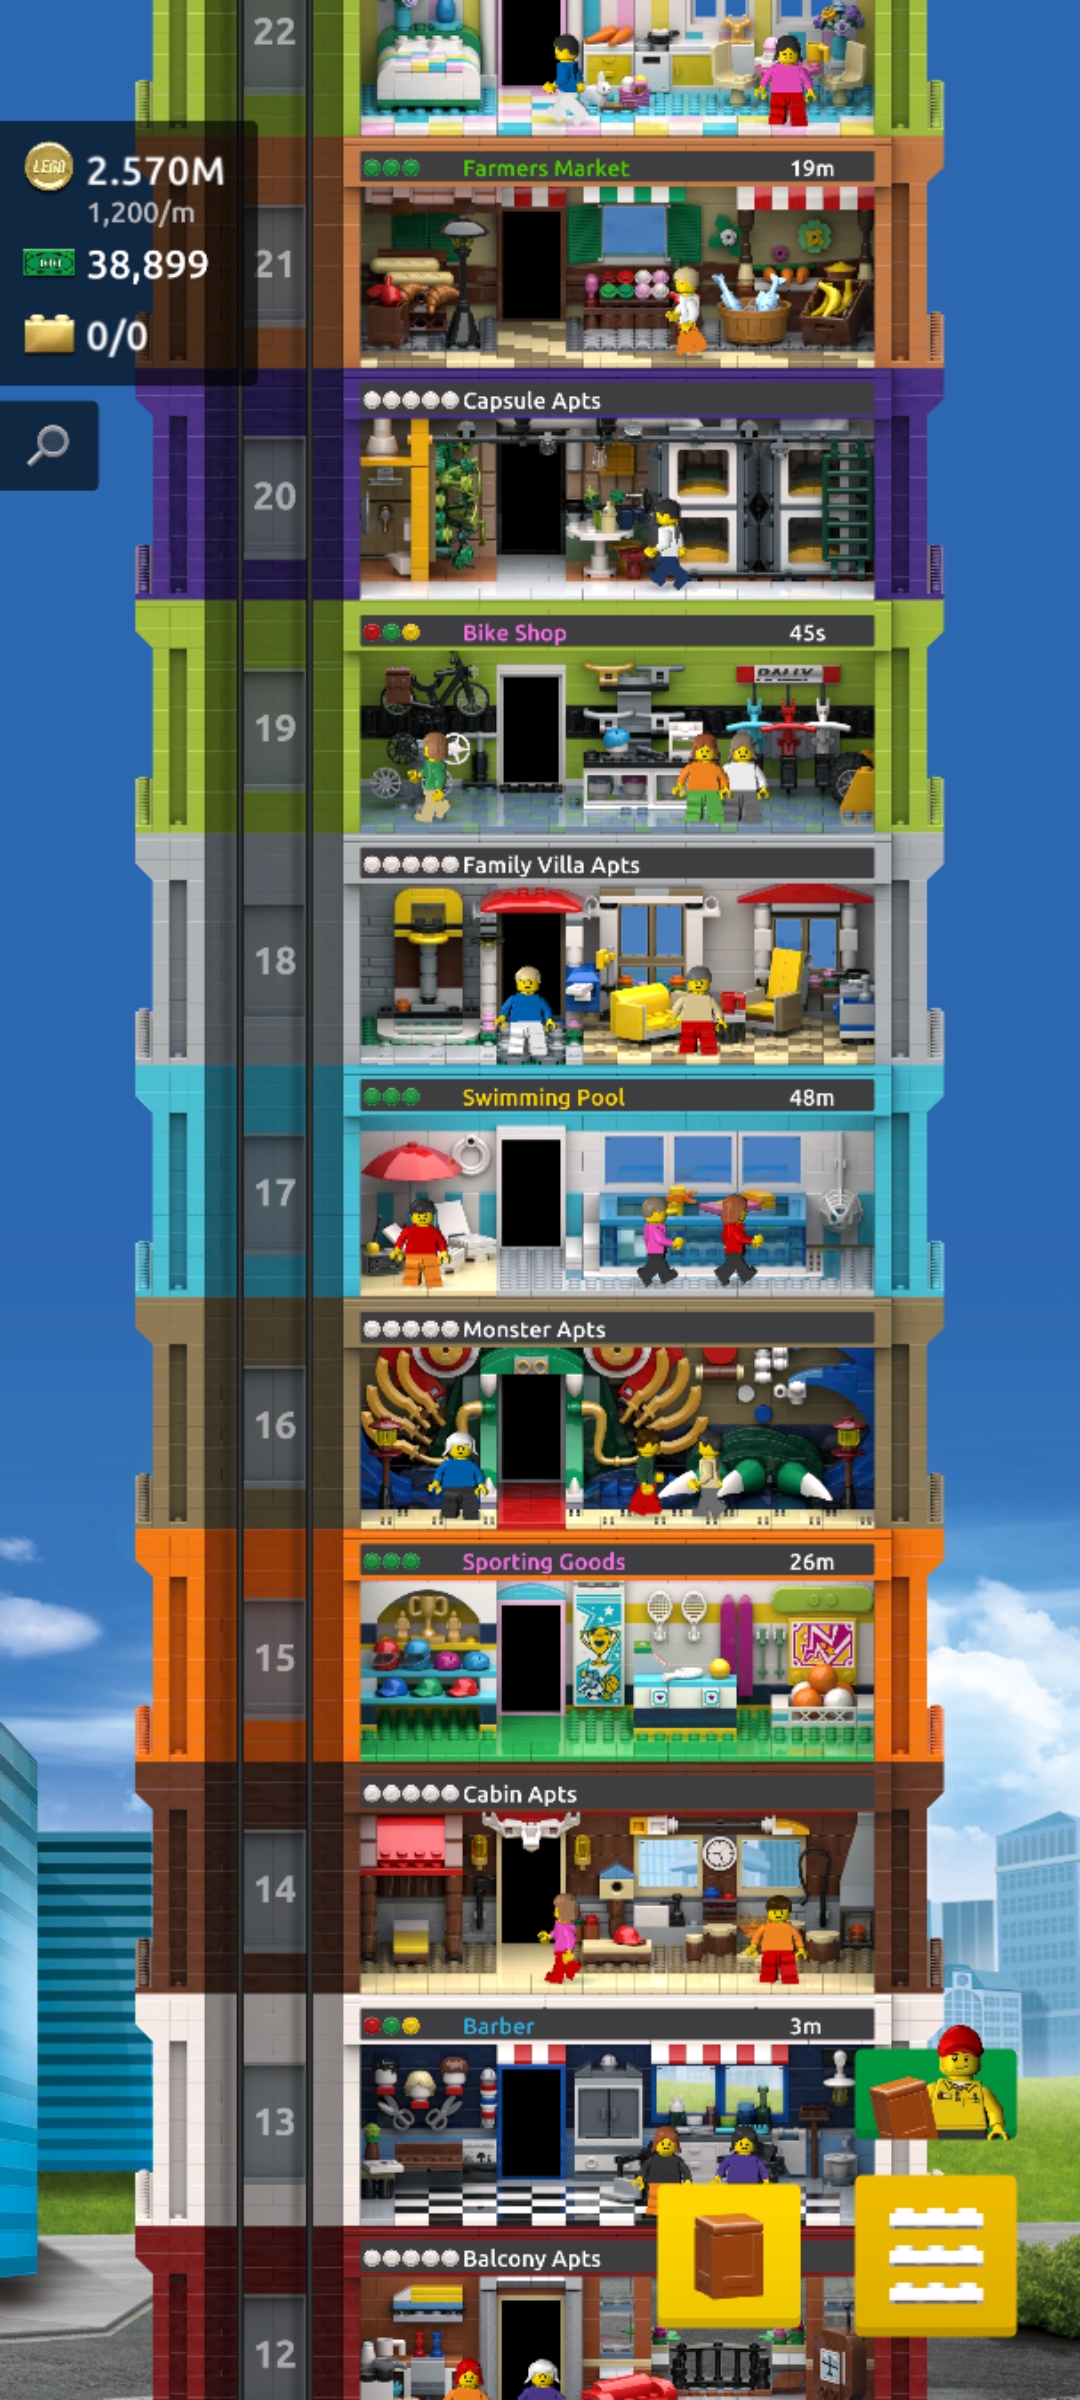 22
LEGO
2.570M
1,200/m
38,899
0/0
Farmers Market 19m
21
Capsule Apts
20
Bike Shop 45s
RALLY
19
Family Villa Apts
18
Swimming Pool 48m
17
Monster Apts
16
Sporting Goods 26m
N
15
Cabin Apts
14
Barber 3m
13
Balcony Apts
12